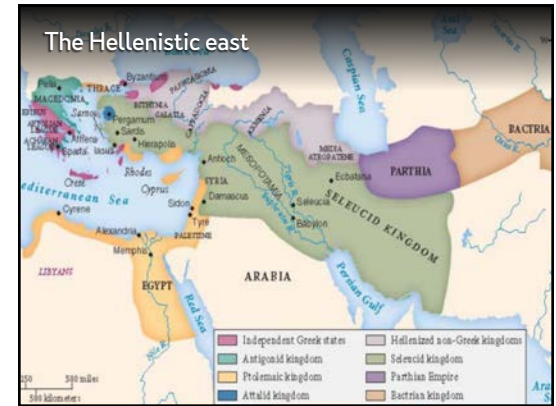 The Hellenistic east
Byzantium
PAPHLAGONIA
Pella
THRACE
MACEDONIA
BITHYNIA
GALATIA
CAPPADOCIA
ARMENIA
Caspian Sea
BACTRIA
Samos
Pergamum
Sardis
Hierapolis
Athens
Sparta
Iasus
MEDIA
ATROPATENE
PARTHIA
Antioch
MESOPOTAMIA
Tigris R.
Ecbatana
Crete
Rhodes
Cyprus
SYRIA
Mediterranean Sea
Damascus
Euphrates R.
Seleucia
SELEUCID KINGDOM
Cyrene
Sidon
Tyre
Babylon
Alexandria
PALESTINE
Memphis
LIBYANS
EGYPT
ARABIA
Persian Gulf
Red Sea
Nile R.
Independent Greek states
Antigonid kingdom
Ptolemaic kingdom
Attalid kingdom
Hellenized non-Greek kingdoms
Seleucid kingdom
Parthian Empire
Bactrian kingdom
250 500 miles
500 kilometers